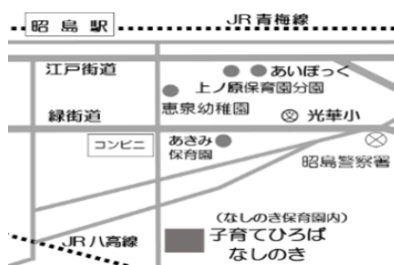 昭島駅
JR青梅線
江戸街道
あいぽっく
上ノ原保育園分園
恵泉幼稚園
緑街道
光華小
コンビニ
あきみ
保育園
昭島警察署
(なしのき保育園内)
JR八高線
子育てひろば
なしのき